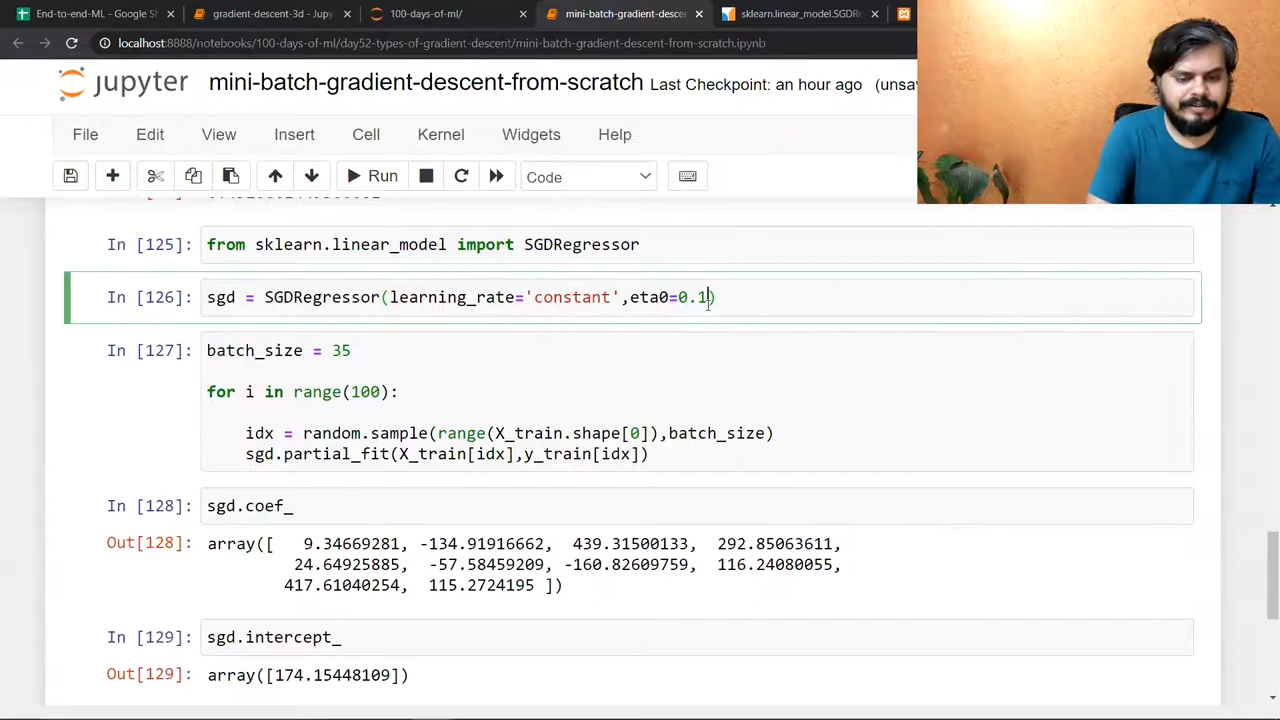 End-to-end-ML - Google Sh
gradient-descent-3d - Jupyt
100-days-of-ml/
mini-batch-gradient-descen
sklearn.linear_model.SGDRe
localhost:8888/notebooks/100-days-of-ml/day52-types-of-gradient-descent/mini-batch-gradient-descent-from-scratch.ipynb
jupyter mini-batch-gradient-descent-from-scratch Last Checkpoint: an hour ago (unsav
File Edit View Insert Cell Kernel Widgets Help
Run Code
In [125]: from sklearn.linear_model import SGDRegressor
In [126]: sgd = SGDRegressor(learning_rate='constant',eta0=0.1)
In [127]: batch_size = 35
for i in range(100):
idx = random.sample(range(X_train.shape[0]),batch_size)
sgd.partial_fit(X_train[idx],y_train[idx])
In [128]: sgd.coef_
Out[128]: array([ 9.34669281, -134.91916662, 439.31500133, 292.85063611,
24.64925885, -57.58459209, -160.82609759, 116.24080055,
417.61040254, 115.2724195 ])
In [129]: sgd.intercept_
Out[129]: array([174.15448109])